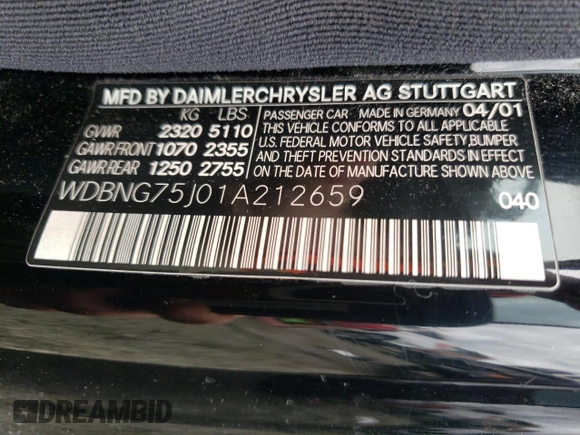 MFD BY DAIMLERCHRYSLER AG STUTTGART
KG LBS
GVWR 2320 5110
GAWR FRONT 1070 2355
GAWR REAR 1250 2755
PASSENGER CAR MADE IN GERMANY 04/01
THIS VEHICLE CONFORMS TO ALL APPLICABLE
U.S. FEDERAL MOTOR VEHICLE SAFETY, BUMPER
AND THEFT PREVENTION STANDARDS IN EFFECT
ON THE DATE OF MANUFACTURE SHOWN ABOVE.
WDBNG75J01A212659
040
DREAMBID